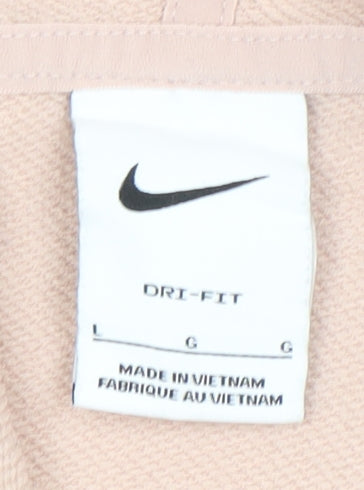 DRI-FIT
L G G
MADE IN VIETNAM
FABRIQUE AU VIETNAM